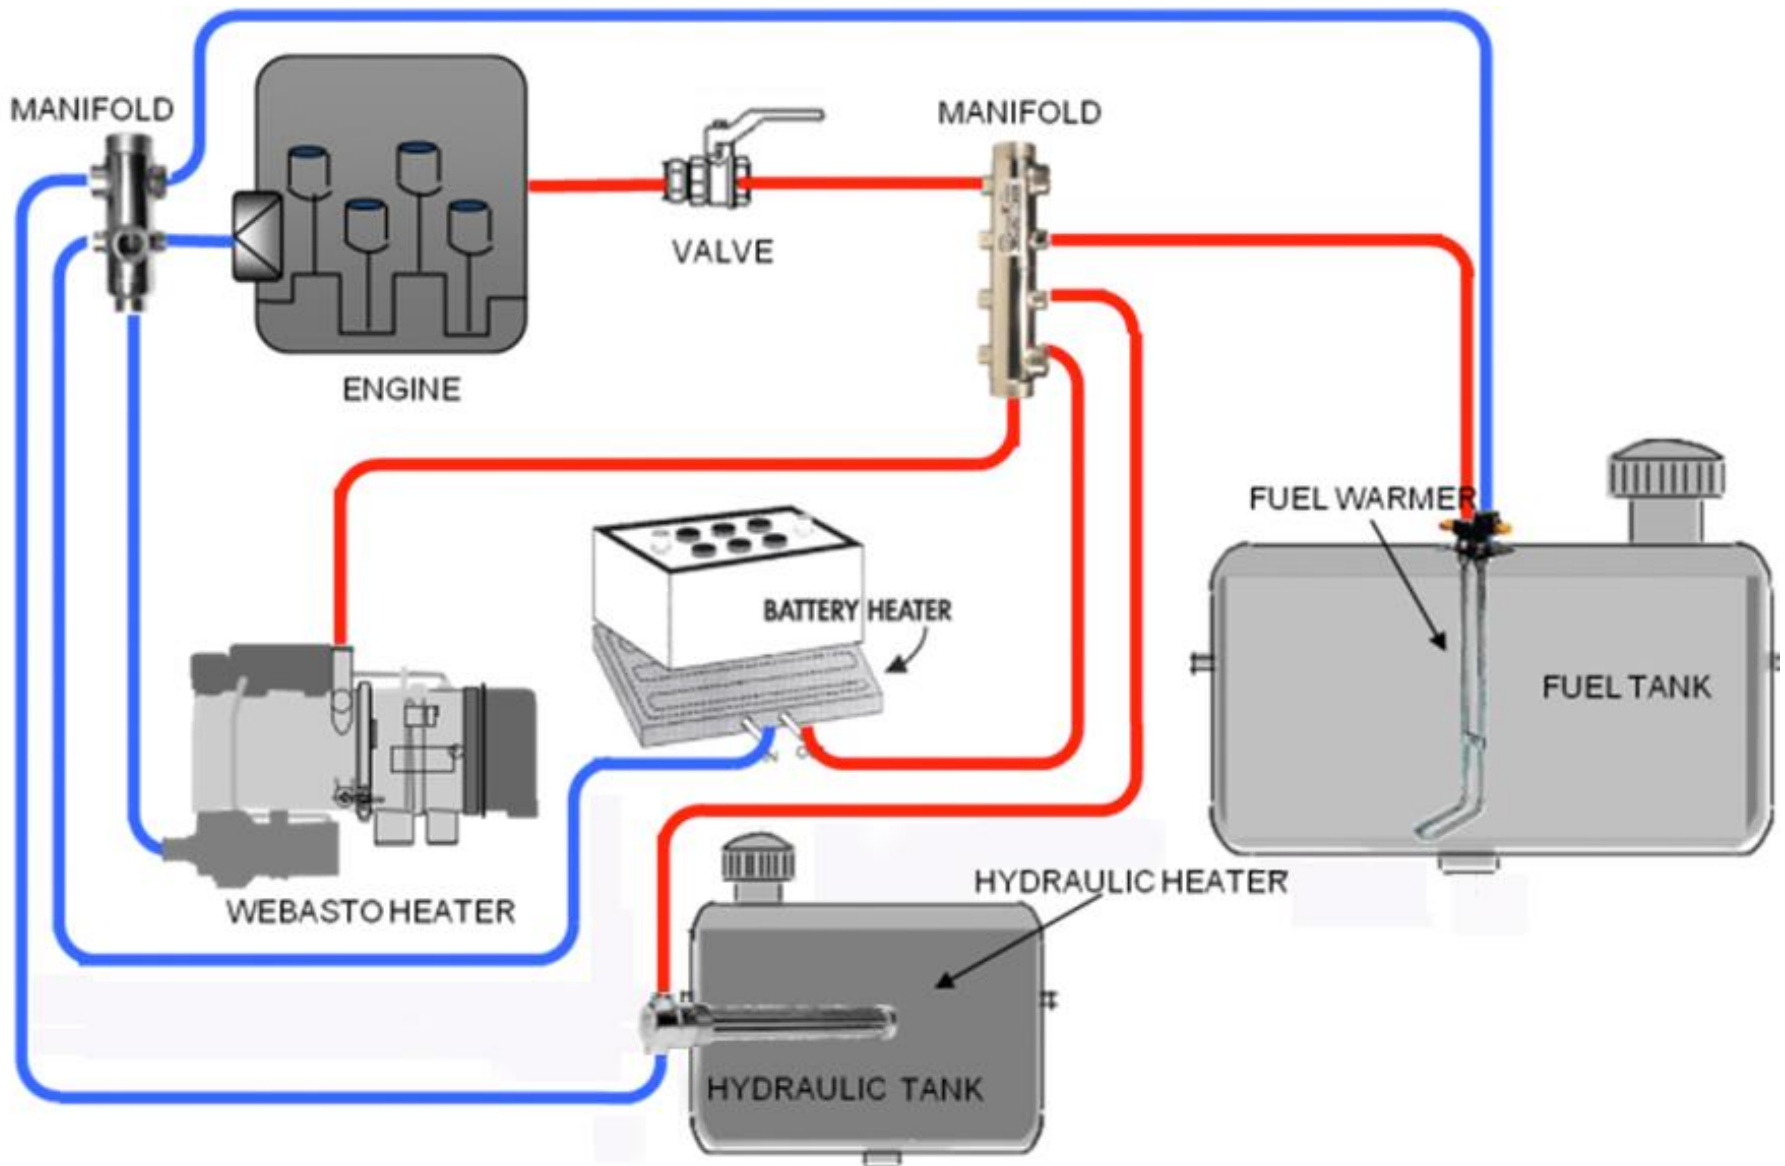 MANIFOLD
MANIFOLD
VALVE
ENGINE
FUEL WARMER
BATTERY HEATER
FUEL TANK
HYDRAULIC HEATER
WEBASTO HEATER
HYDRAULIC TANK